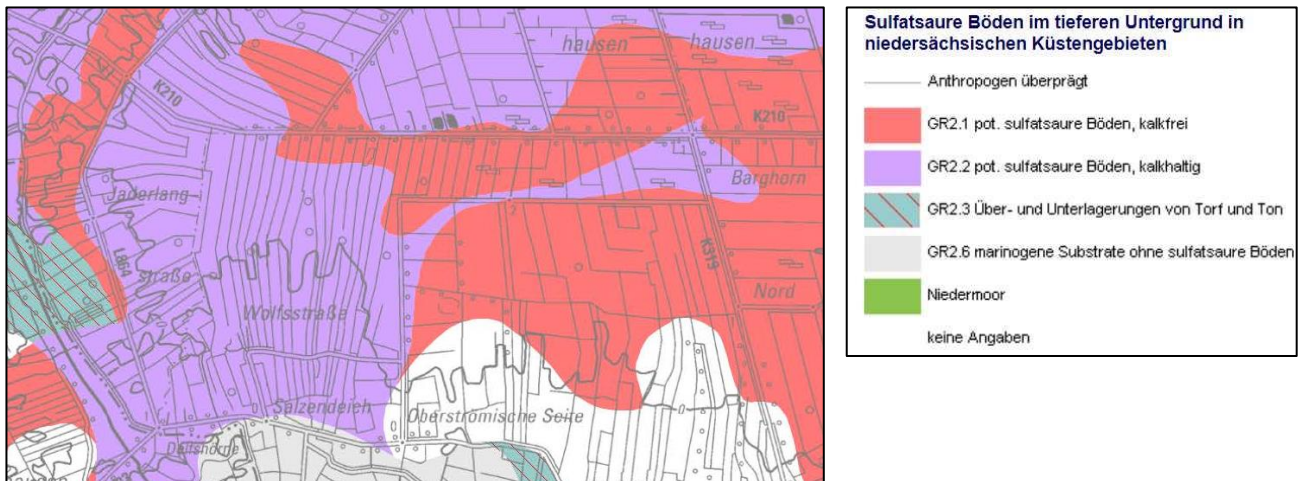 hausen
hausen
K210
K210
Jaderlang-
Barghorn
2
K319
L864
straße
Nord
Wolfsstraße
Salzendeich
Oberströmische Seite
0
Sulfatsaure Böden im tieferen Untergrund in
niedersächsischen Küstengebieten
Anthropogen überprägt
GR2.1 pot. sulfatsaure Böden, kalkfrei
GR2.2 pot. sulfatsaure Böden, kalkhaltig
GR2.3 Über- und Unterlagerungen von Torf und Ton
GR2.6 marinogene Substrate ohne sulfatsaure Böden
Niedermoor
keine Angaben